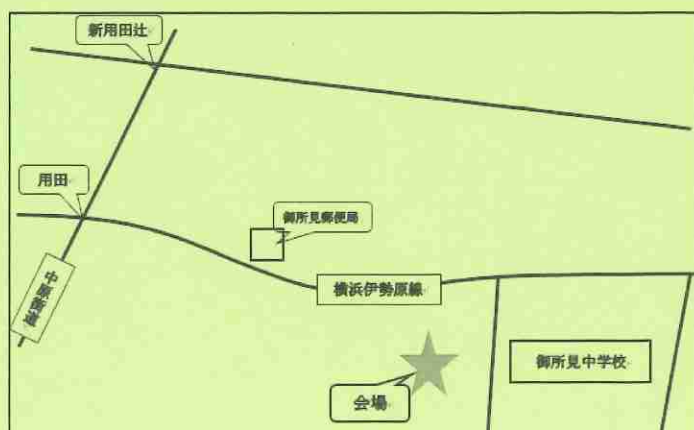 新用田辻
用田
御所見郵便局
中原街道
横浜伊勢原線
御所見中学校
会場